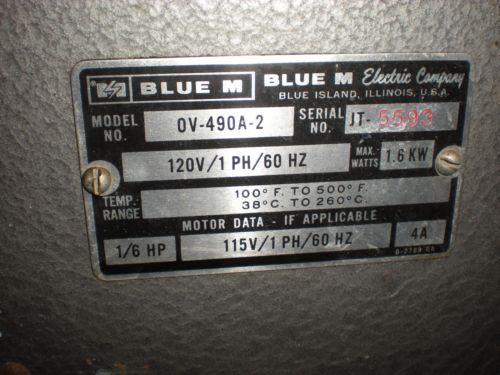 BLUE M BLUE M Electric Company
BLUE ISLAND, ILLINOIS, U.S.A.
MODEL NO. OV-490A-2 SERIAL NO. JT-5593
120V/1 PH/60 HZ MAX. WATTS 1.6 KW
TEMP. RANGE 100° F. TO 500° F.
38°C. TO 260°C.
MOTOR DATA - IF APPLICABLE
1/6 HP 115V/1 PH/60 HZ 4A